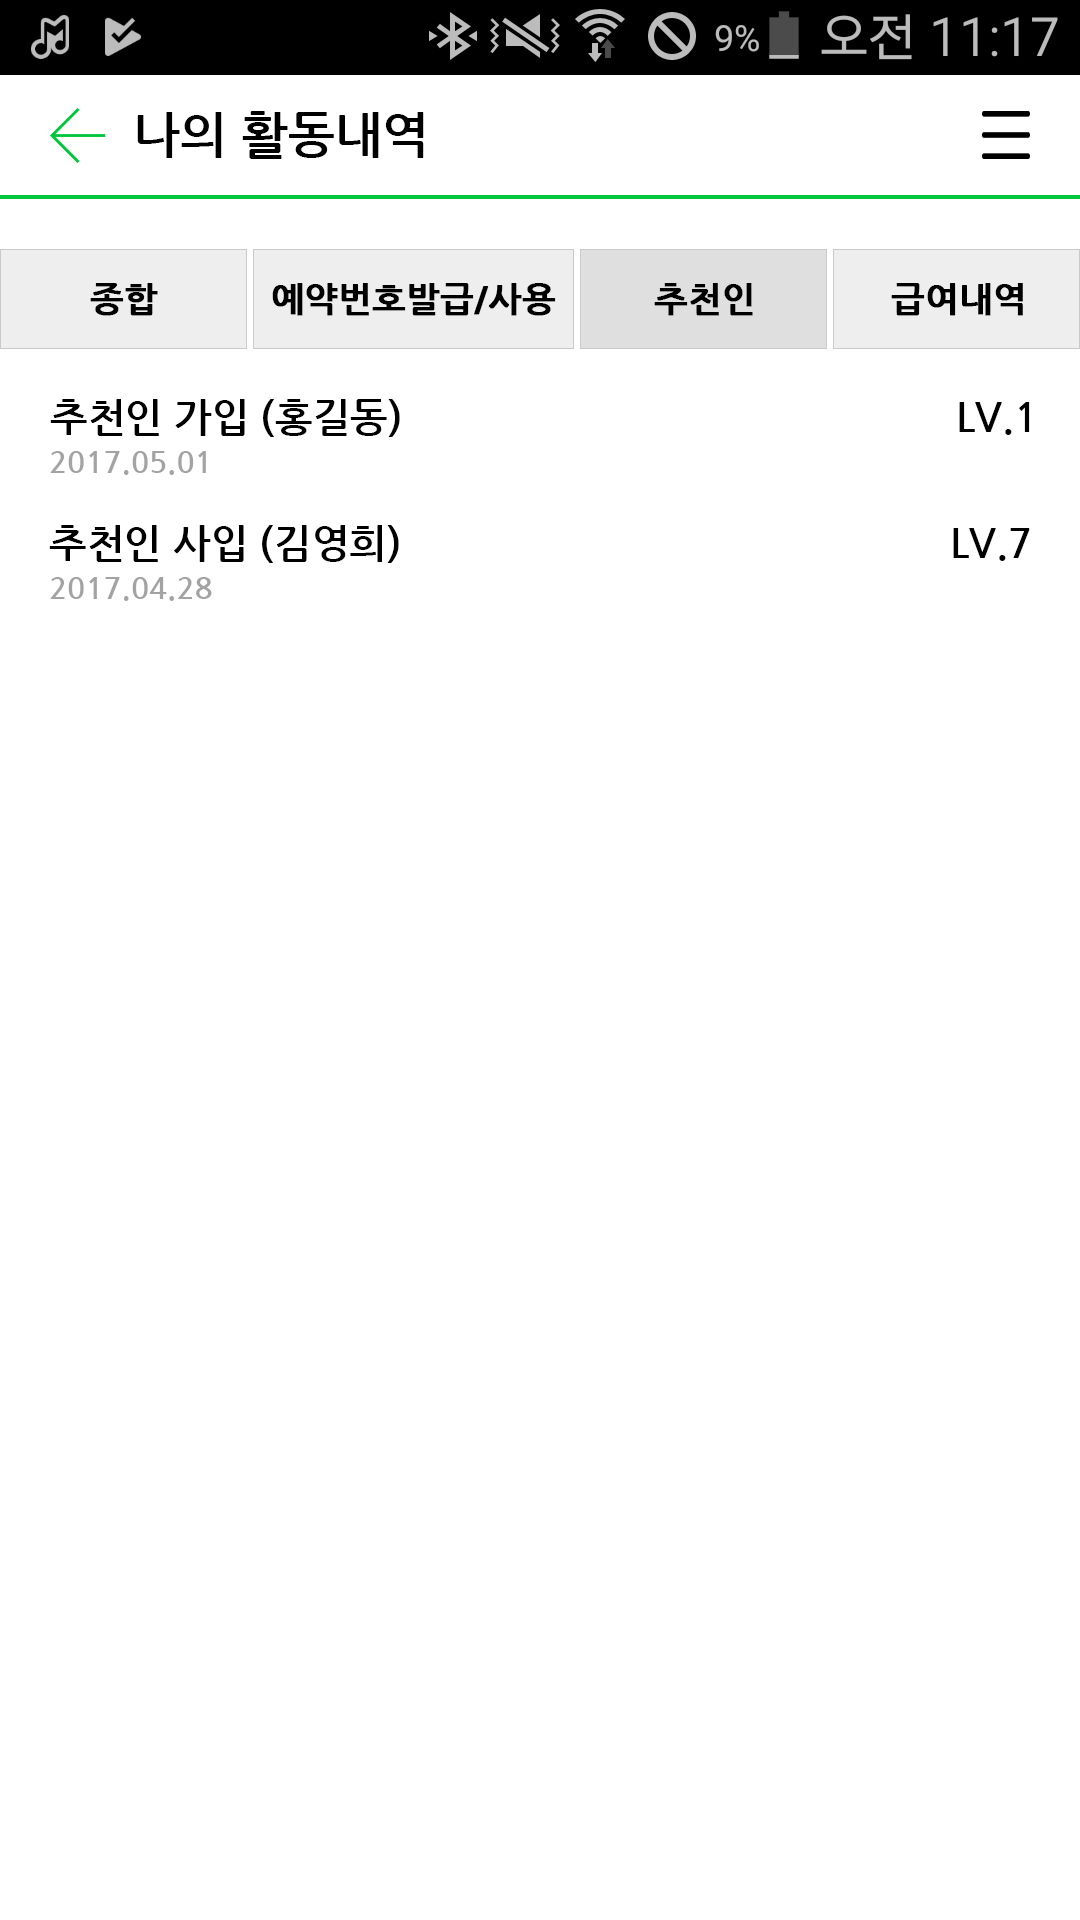 9% 오전 11:17
나의 활동내역
종합 예약번호발급/사용 추천인 급여내역
추천인 가입 (홍길동) LV.1
2017.05.01
추천인 사입 (김영희) LV.7
2017.04.28